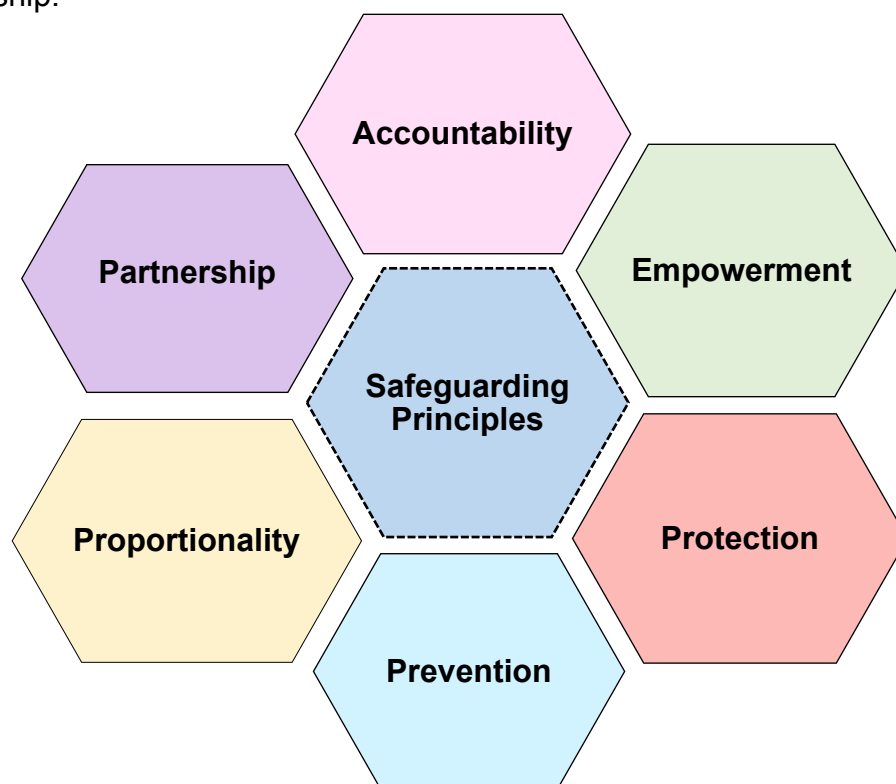 Accountability
Empowerment
Partnership
Safeguarding
Principles
Protection
Proportionality
Prevention